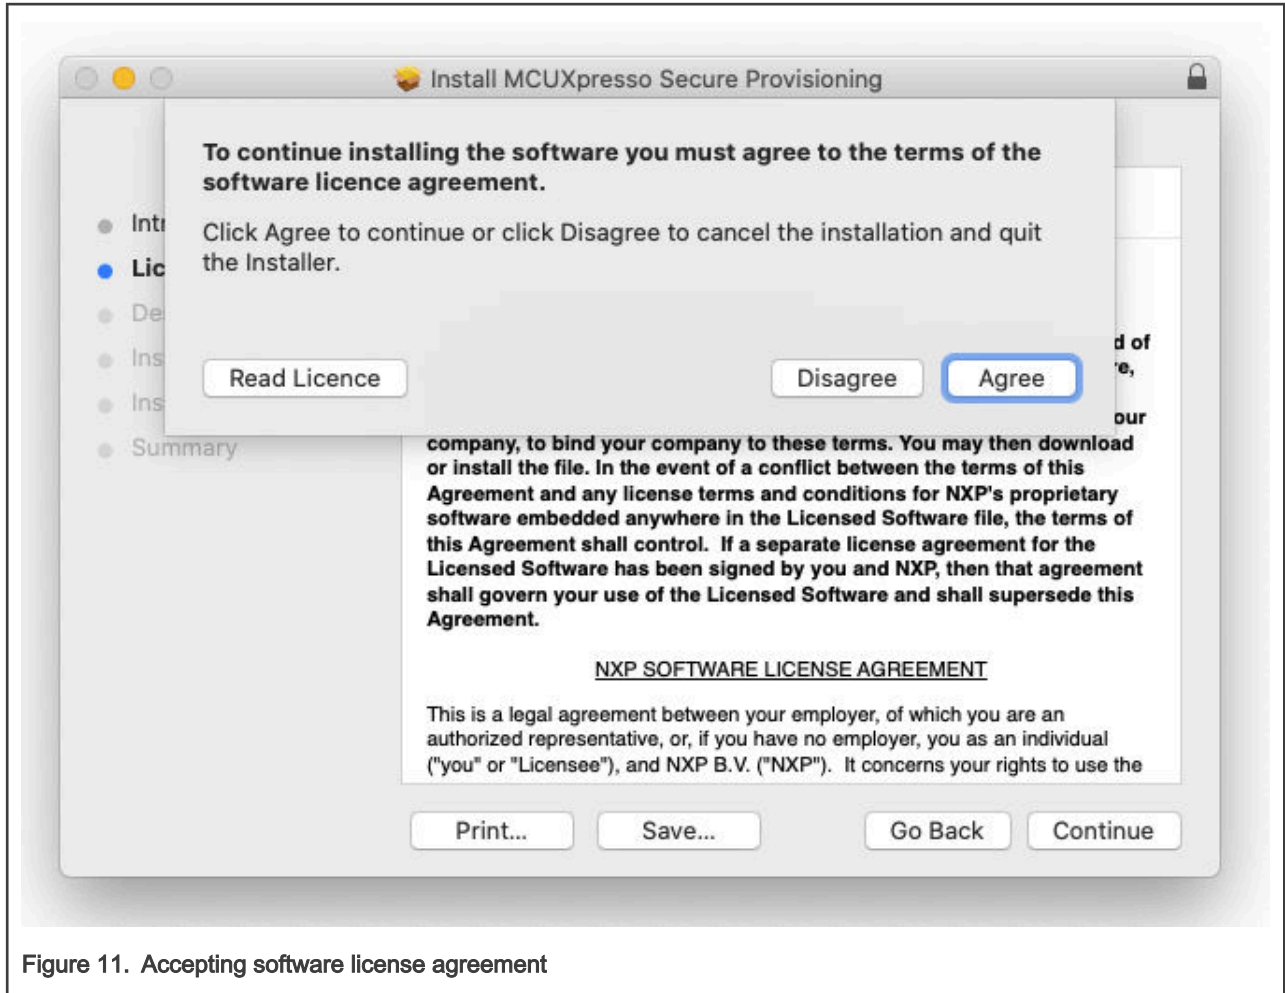 Install MCUXpresso Secure Provisioning
To continue installing the software you must agree to the terms of the
software licence agreement.
Click Agree to continue or click Disagree to cancel the installation and quit
the Installer.
Read Licence
Disagree
Agree
Intr
Lic
De
Ins
Ins
Summary
d of
e,
our
company, to bind your company to these terms. You may then download
or install the file. In the event of a conflict between the terms of this
Agreement and any license terms and conditions for NXP's proprietary
software embedded anywhere in the Licensed Software file, the terms of
this Agreement shall control.  If a separate license agreement for the
Licensed Software has been signed by you and NXP, then that agreement
shall govern your use of the Licensed Software and shall supersede this
Agreement.
NXP SOFTWARE LICENSE AGREEMENT
This is a legal agreement between your employer, of which you are an
authorized representative, or, if you have no employer, you as an individual
("you" or "Licensee"), and NXP B.V. ("NXP").  It concerns your rights to use the
Print...
Save...
Go Back
Continue
Figure 11.  Accepting software license agreement